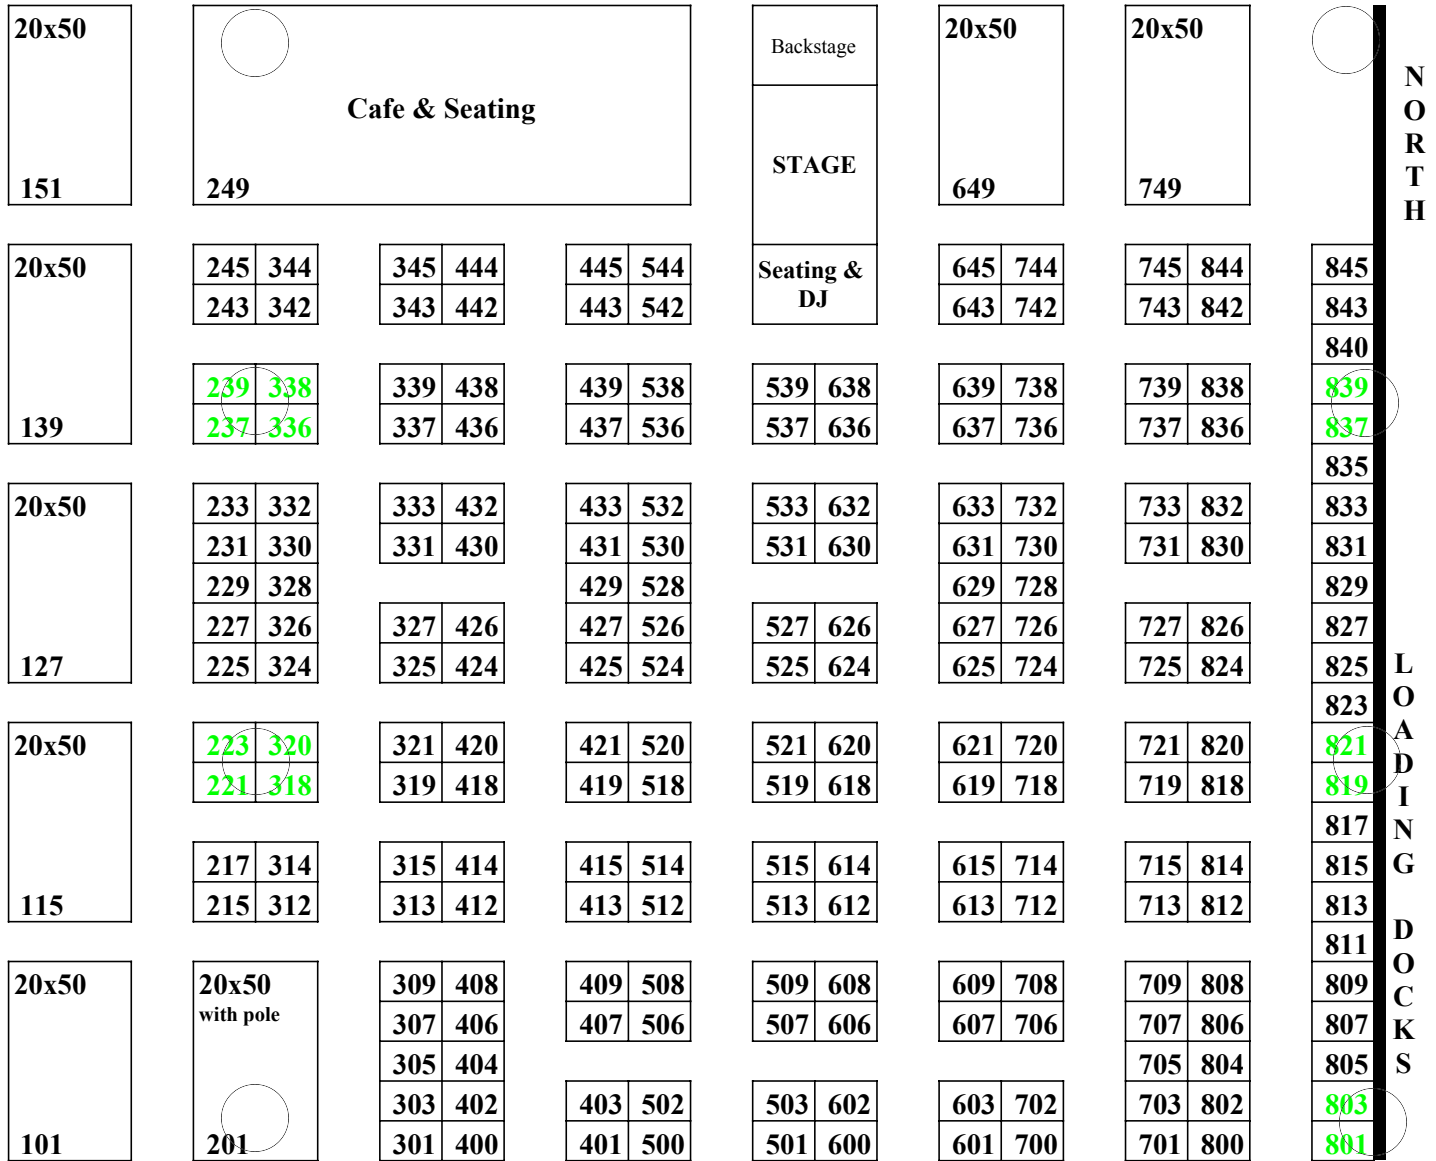 20x50 20x50 20x50
Backstage
Cafe & Seating
STAGE
151 249 649 749
N
O
R
T
H
20x50 245 344 345 444 445 544 Seating & 645 744 745 844 845
243 342 343 442 443 542 DJ 643 742 743 842 843
840
239 338 339 438 439 538 539 638 639 738 739 838 839
139 237 336 337 436 437 536 537 636 637 736 737 836 837
835
20x50 233 332 333 432 433 532 533 632 633 732 733 832 833
231 330 331 430 431 530 531 630 631 730 731 830 831
229 328 429 528 629 728 829
227 326 327 426 427 526 527 626 627 726 727 826 827
127 225 324 325 424 425 524 525 624 625 724 725 824 825
823
20x50 223 320 321 420 421 520 521 620 621 720 721 820 821
221 318 319 418 419 518 519 618 619 718 719 818 819
817
217 314 315 414 415 514 515 614 615 714 715 814 815
115 215 312 313 412 413 512 513 612 613 712 713 812 813
811
20x50 20x50 309 408 409 508 509 608 609 708 709 808 809
with pole 307 406 407 506 507 606 607 706 707 806 807
305 404 705 804 805
303 402 403 502 503 602 603 702 703 802 803
101 201 301 400 401 500 501 600 601 700 701 800 801
L
O
A
D
I
N
G
D
O
C
K
S